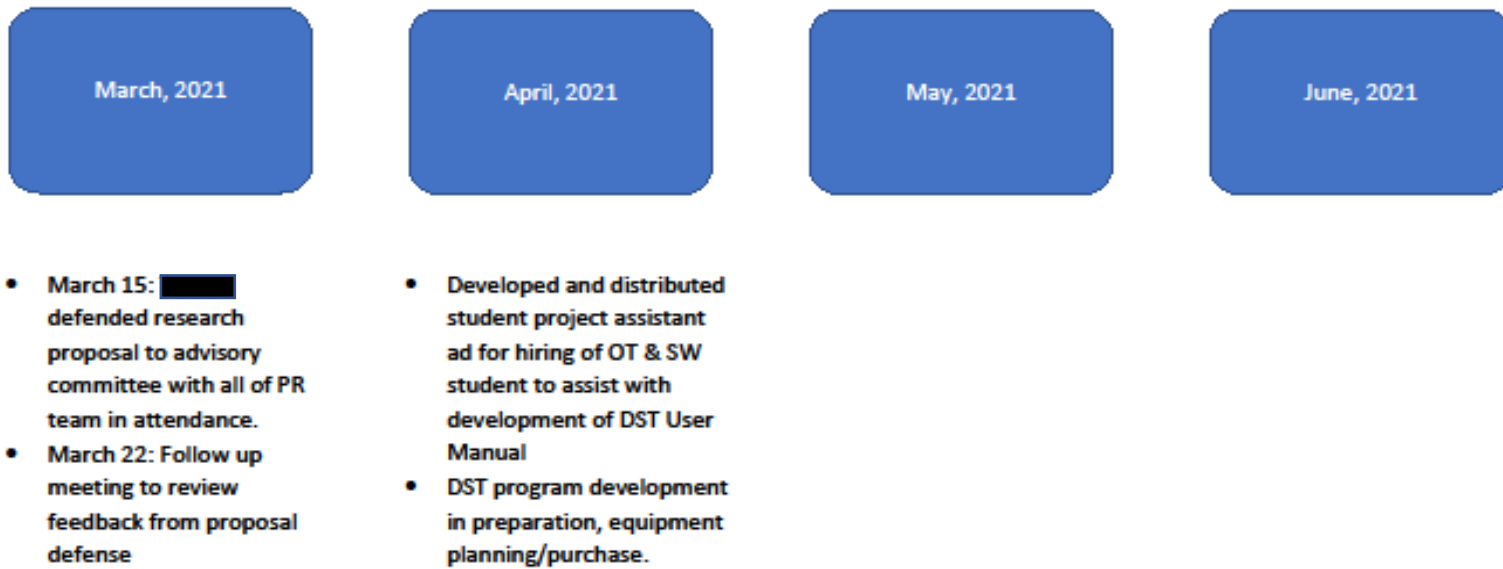 March, 2021
April, 2021
May, 2021
June, 2021
• March 15:
defended research
proposal to advisory
committee with all of PR
team in attendance.
• March 22: Follow up
meeting to review
feedback from proposal
defense
• Developed and distributed
student project assistant
ad for hiring of OT & SW
student to assist with
development of DST User
Manual
• DST program development
in preparation, equipment
planning/purchase.